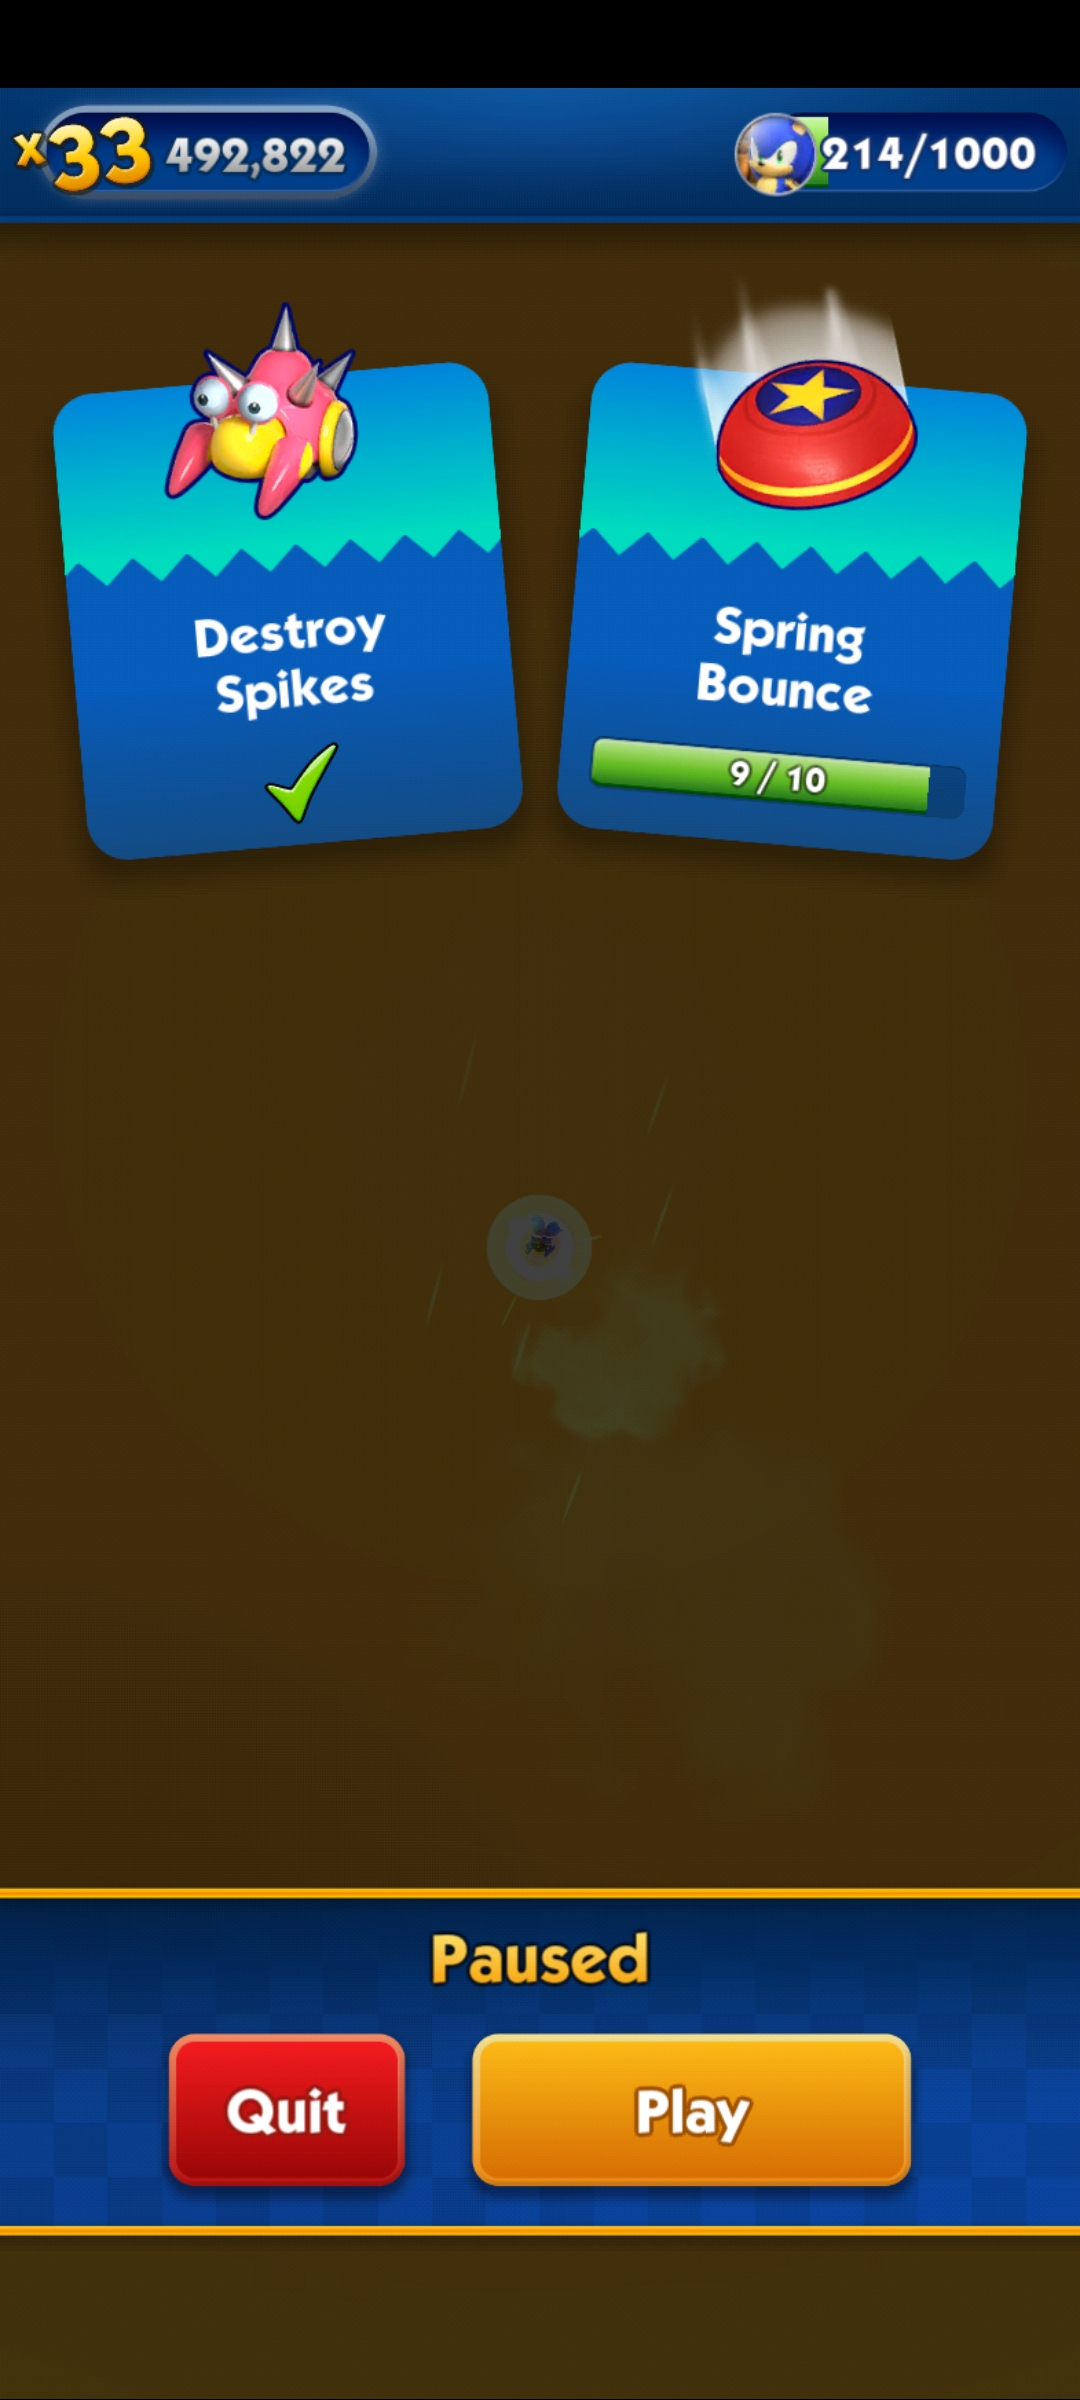 x33 492,822
214/1000
Destroy
Spikes
Spring
Bounce
9 / 10
Paused
Quit
Play